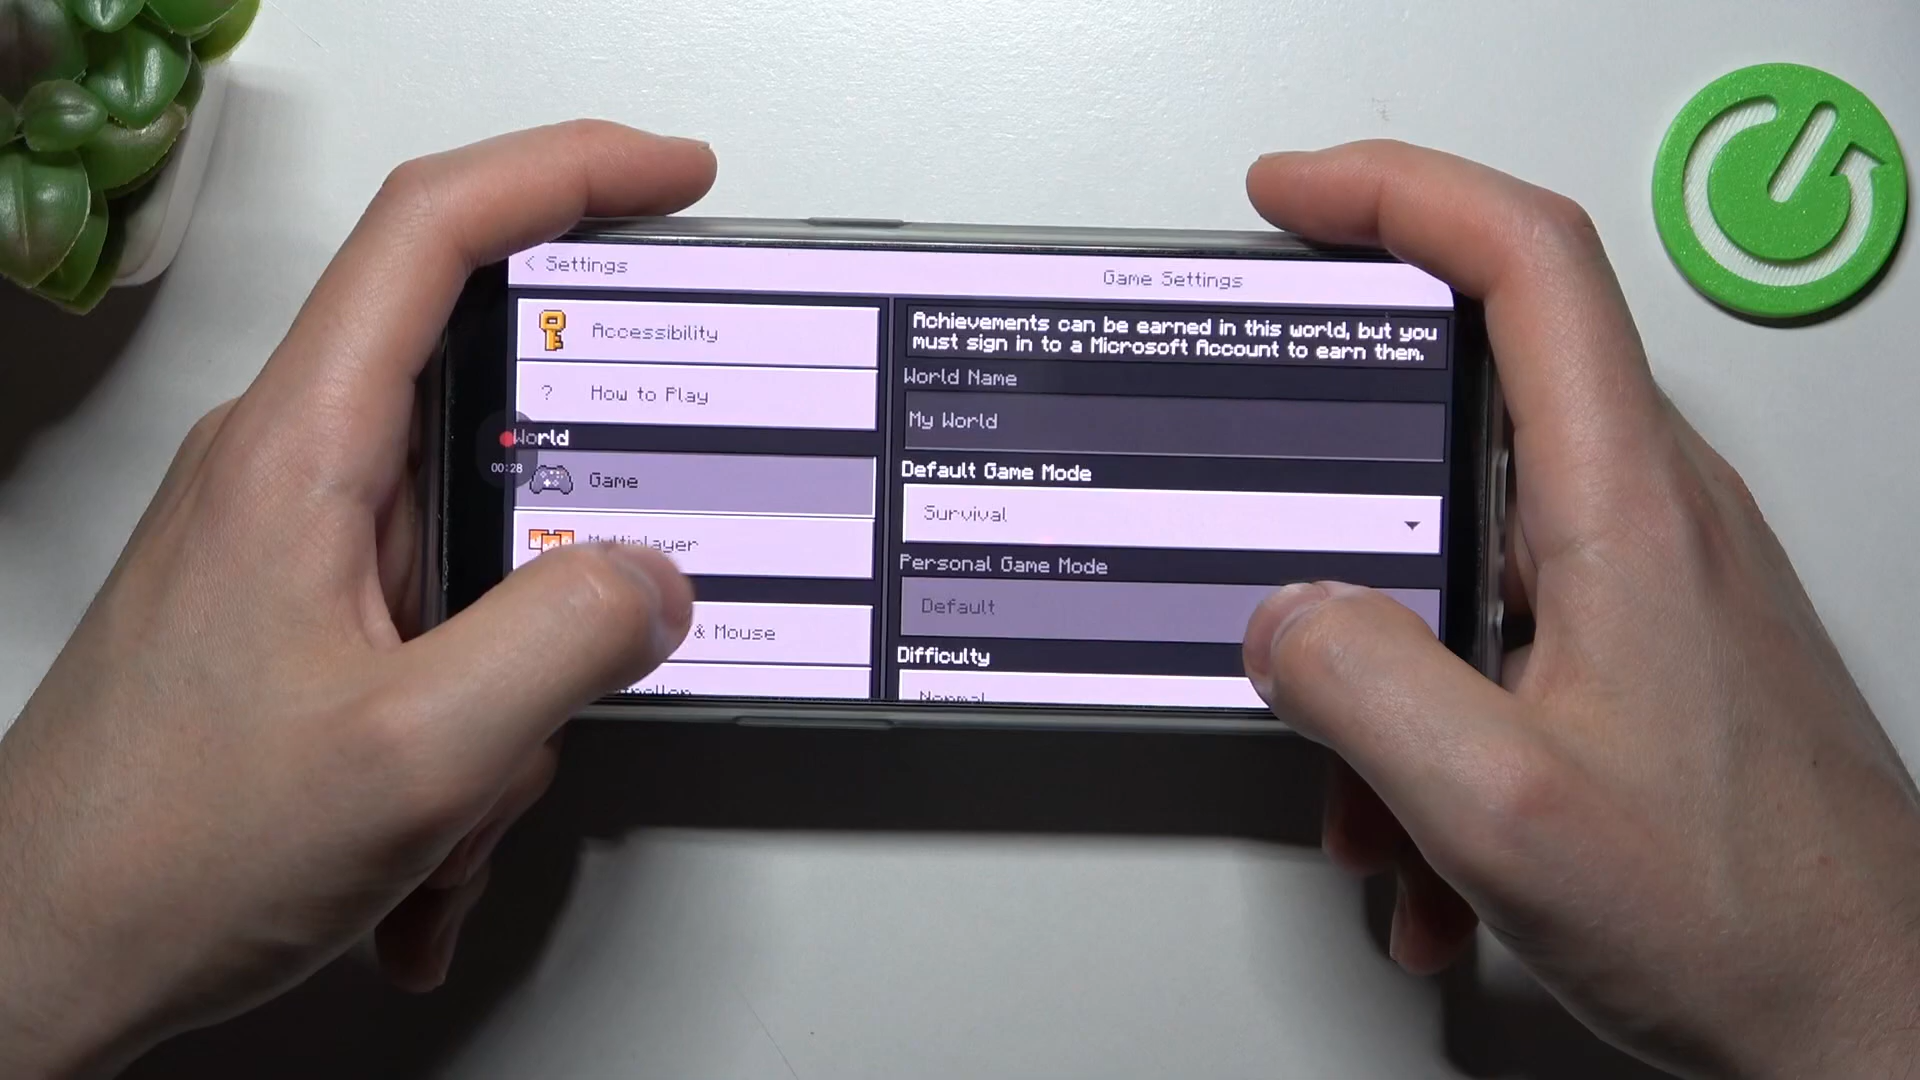 < Settings
Game Settings
Accessibility
? How to Play
World
00:28
Game
Multiplayer
& Mouse
Achievements can be earned in this world, but you
must sign in to a Microsoft Account to earn them.
World Name
My World
Default Game Mode
Survival
Personal Game Mode
Default
Difficulty
Normal